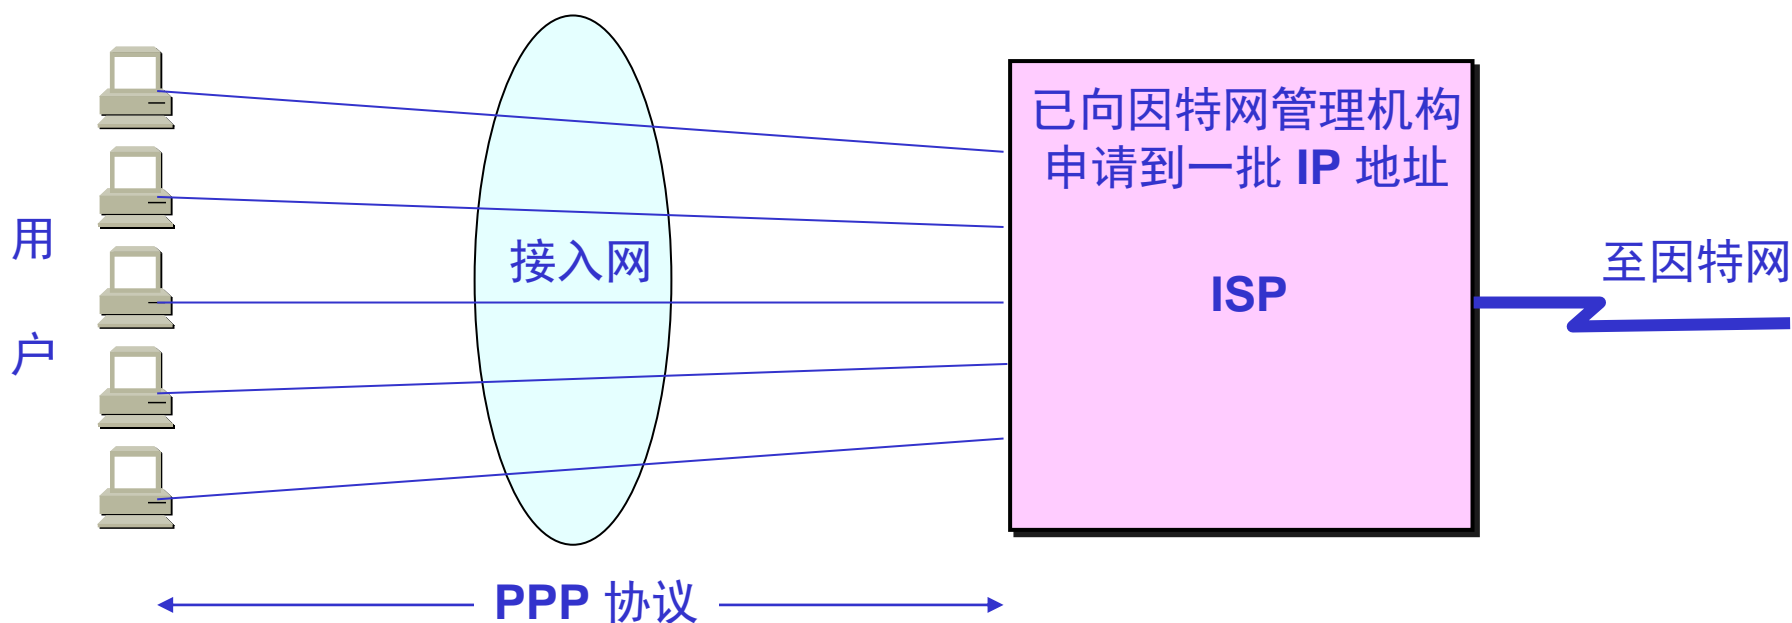 已向因特网管理机构
申请到一批 IP 地址
用
户
接入网
ISP
至因特网
PPP 协议